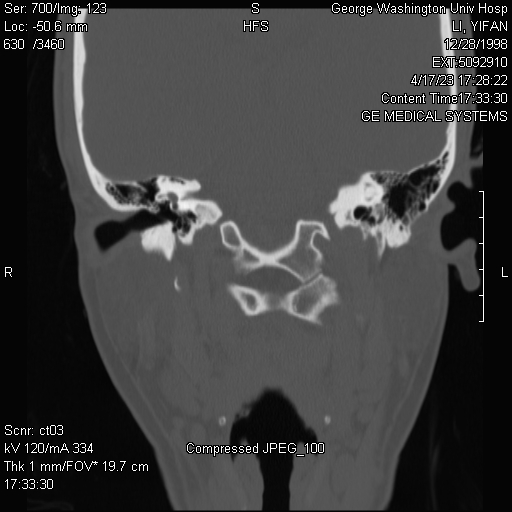 Ser: 700/Img: 123
Loc: -50.6 mm
630 /3460
S
HFS
George Washington Univ Hosp
LI, YIFAN
12/28/1998
EXT:5092910
4/17/23 17:28:22
Content Time17:33:30
GE MEDICAL SYSTEMS
R
L
Scnr: ct03
kV 120/mA 334
Thk 1 mm/FOV* 19.7 cm
17:33:30
Compressed JPEG_100